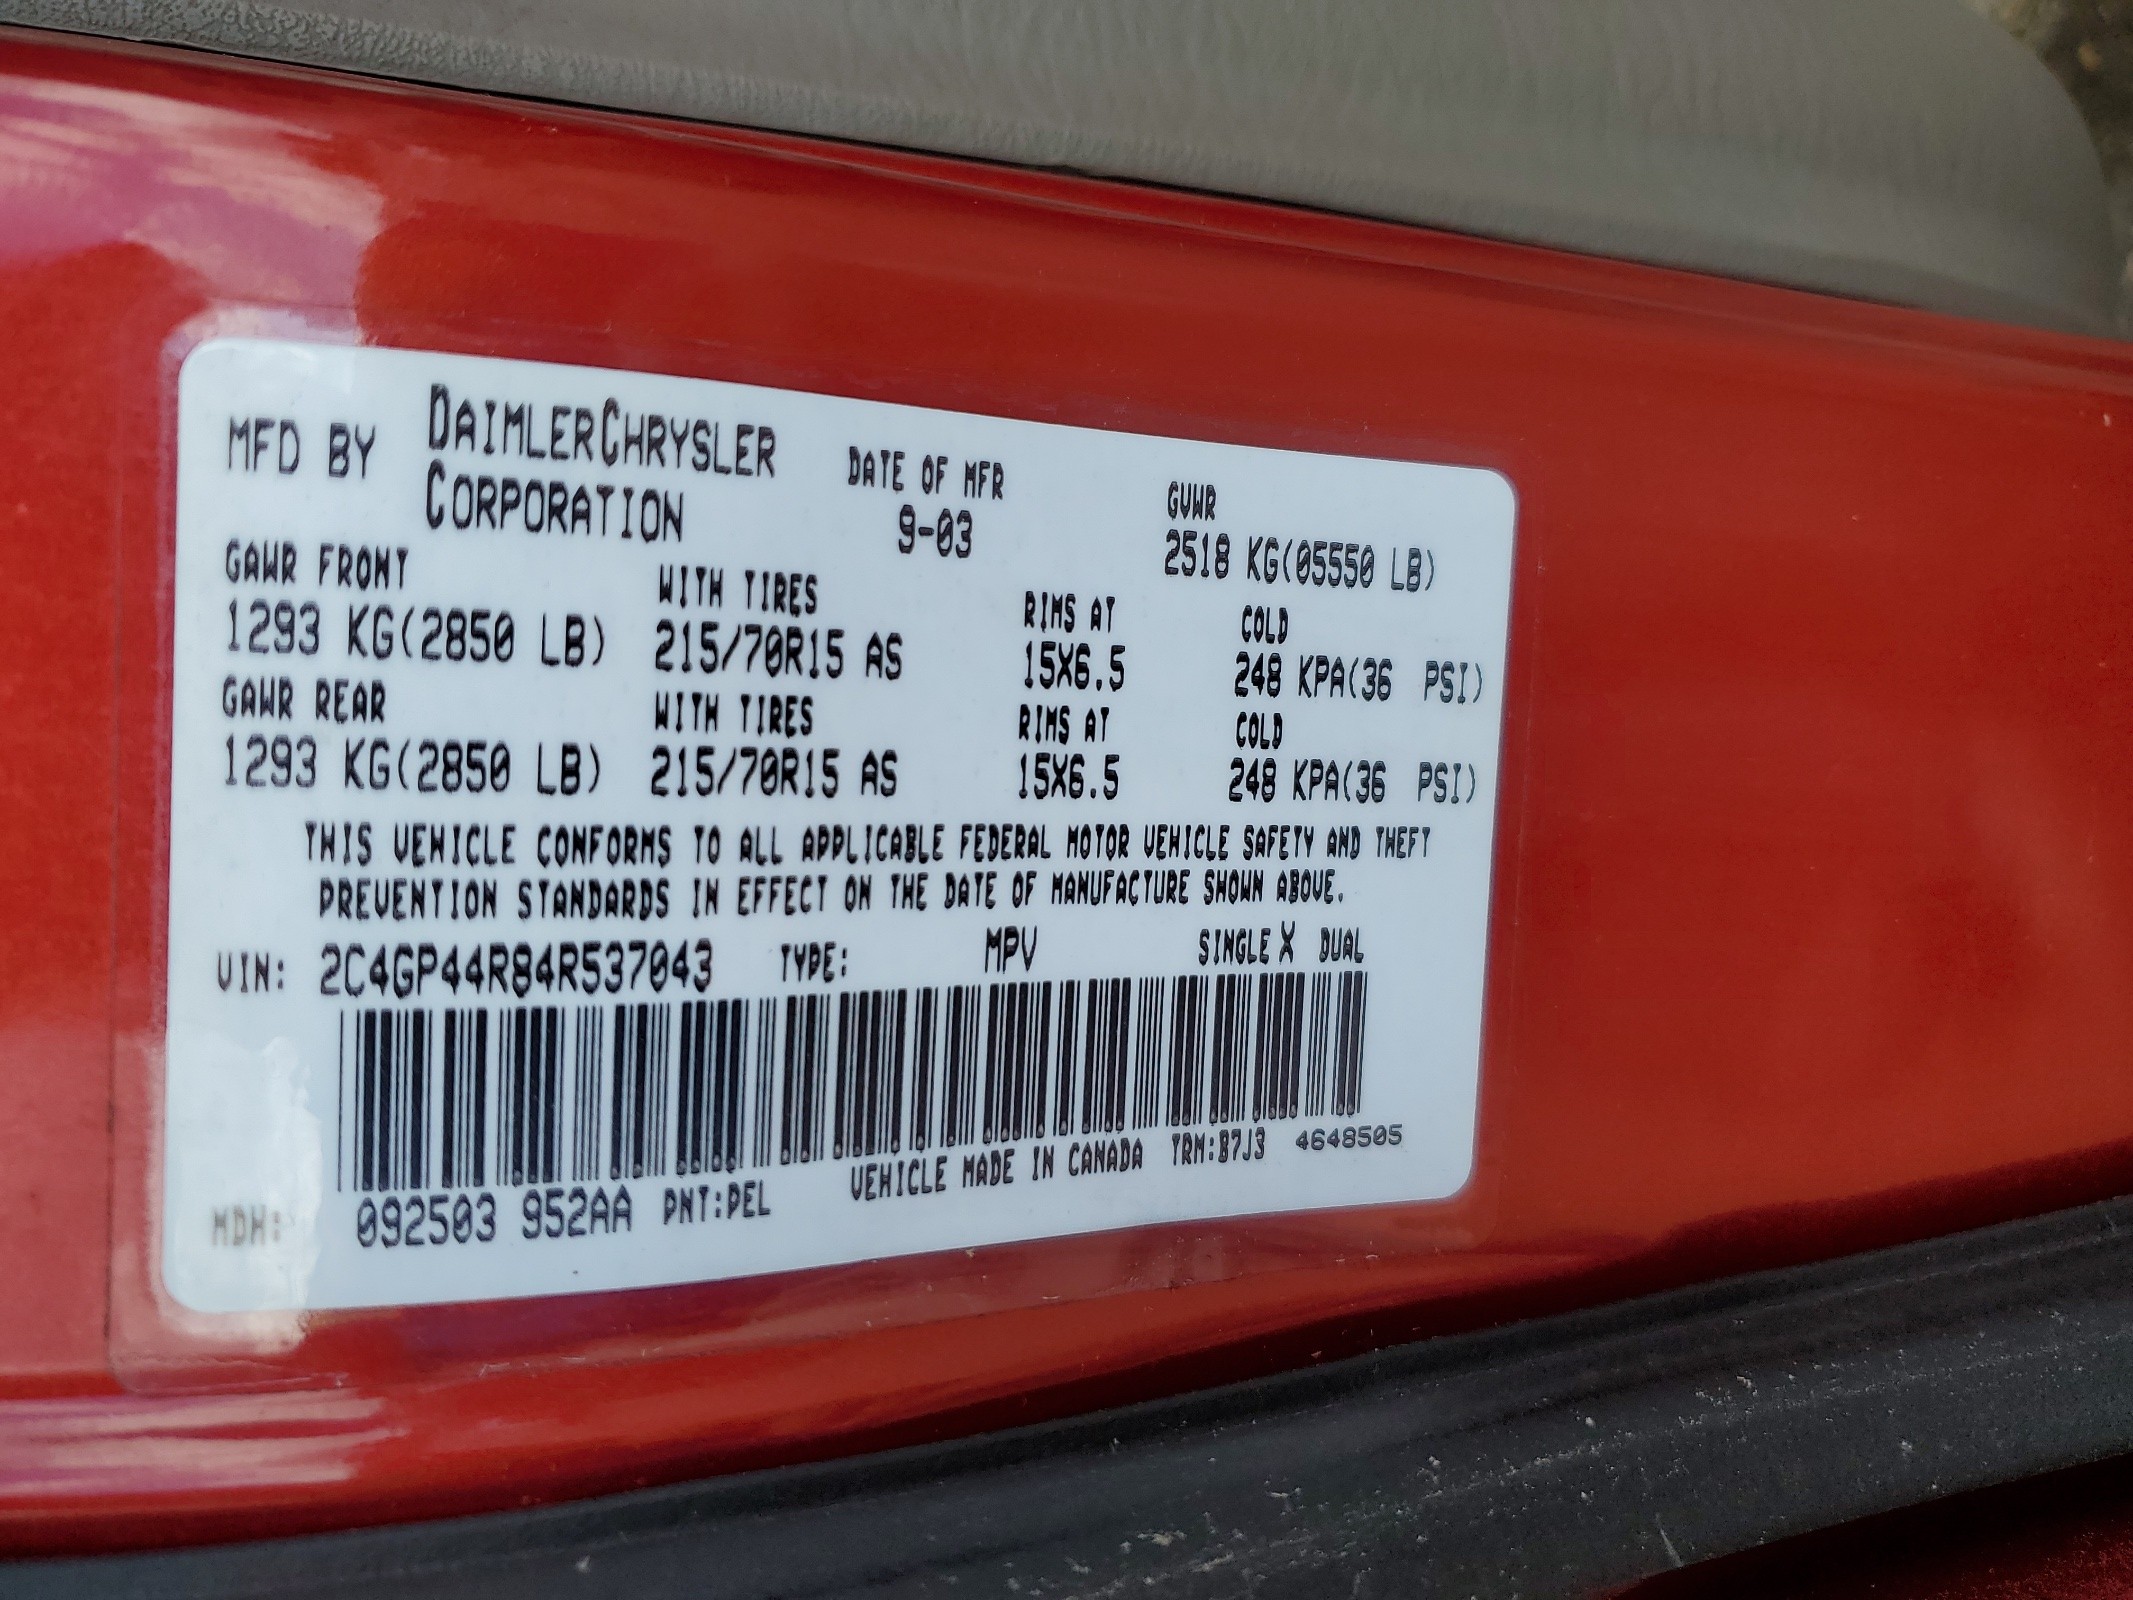 MFD BY DAIMLERCHRYSLER CORPORATION DATE OF MFR 9-03 GVWR 2518 KG(05550 LB)
GAWR FRONT WITH TIRES RIMS AT COLD
1293 KG(2850 LB) 215/70R15 AS 15X6.5 248 KPA(36 PSI)
GAWR REAR WITH TIRES RIMS AT COLD
1293 KG(2850 LB) 215/70R15 AS 15X6.5 248 KPA(36 PSI)
THIS VEHICLE CONFORMS TO ALL APPLICABLE FEDERAL MOTOR VEHICLE SAFETY AND THEFT
PREVENTION STANDARDS IN EFFECT ON THE DATE OF MANUFACTURE SHOWN ABOVE.
VIN: 2C4GP44R84R537043 TYPE: MPV SINGLE X DUAL
MDH: 092503 952AA PNT:PEL VEHICLE MADE IN CANADA TRM:B7J3 4648505